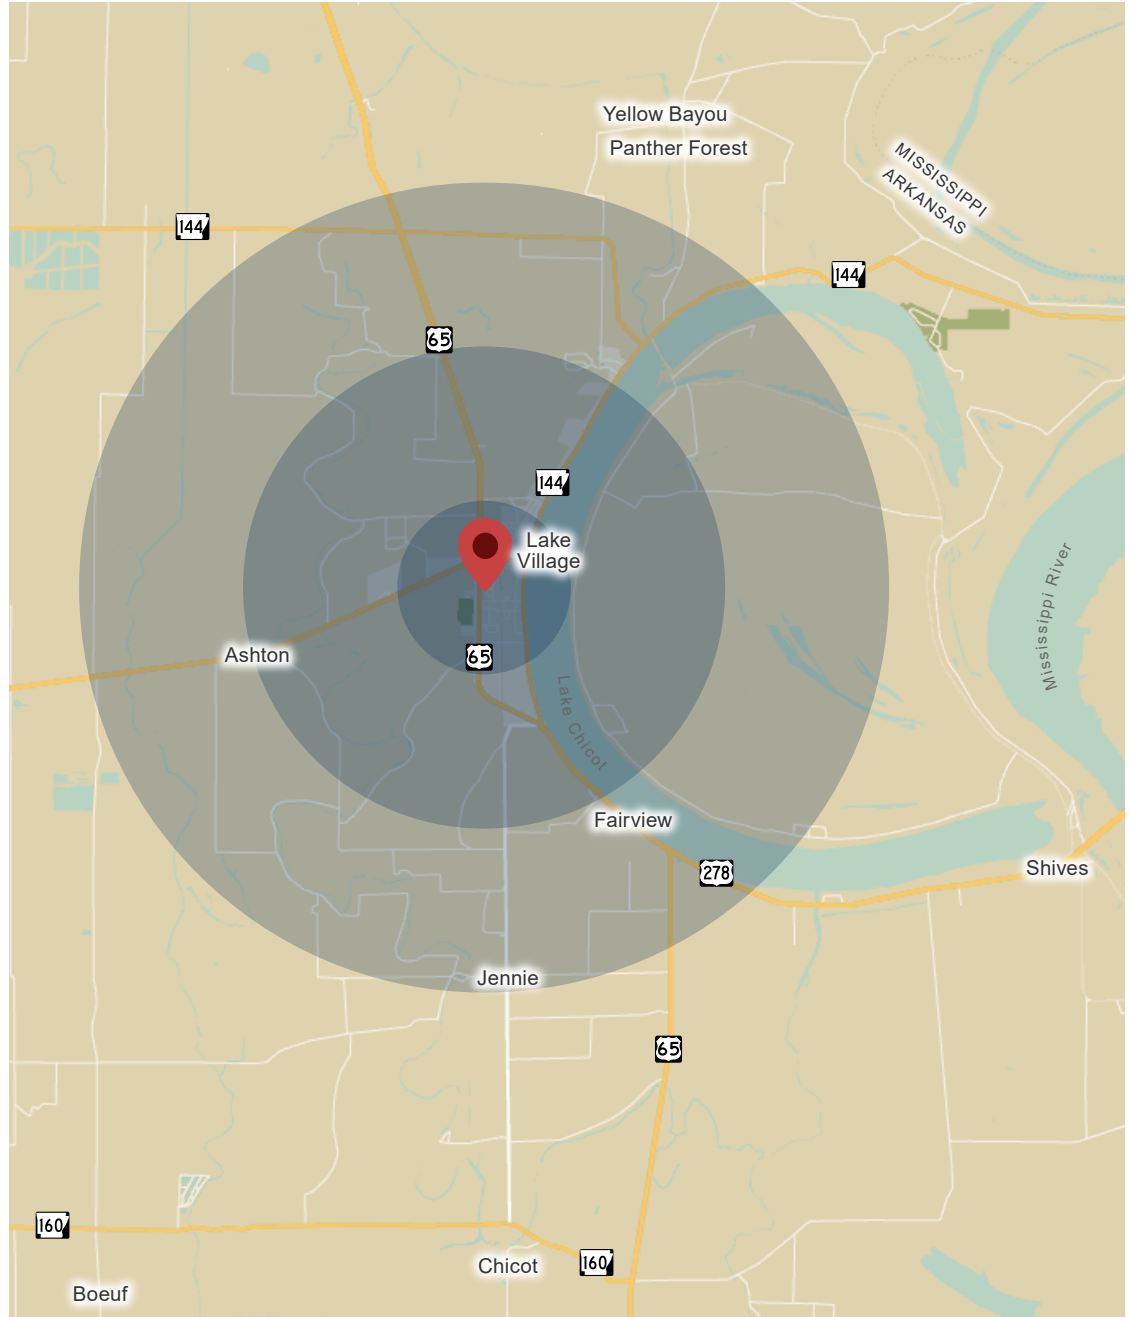 Yellow Bayou
Panther Forest
MISSISSIPPI
ARKANSAS
144
144
65
144
Lake
Village
Mississippi River
Ashton
65
Lake Chicot
Fairview
278
Shives
Jennie
65
160
160
Chicot
Boeuf